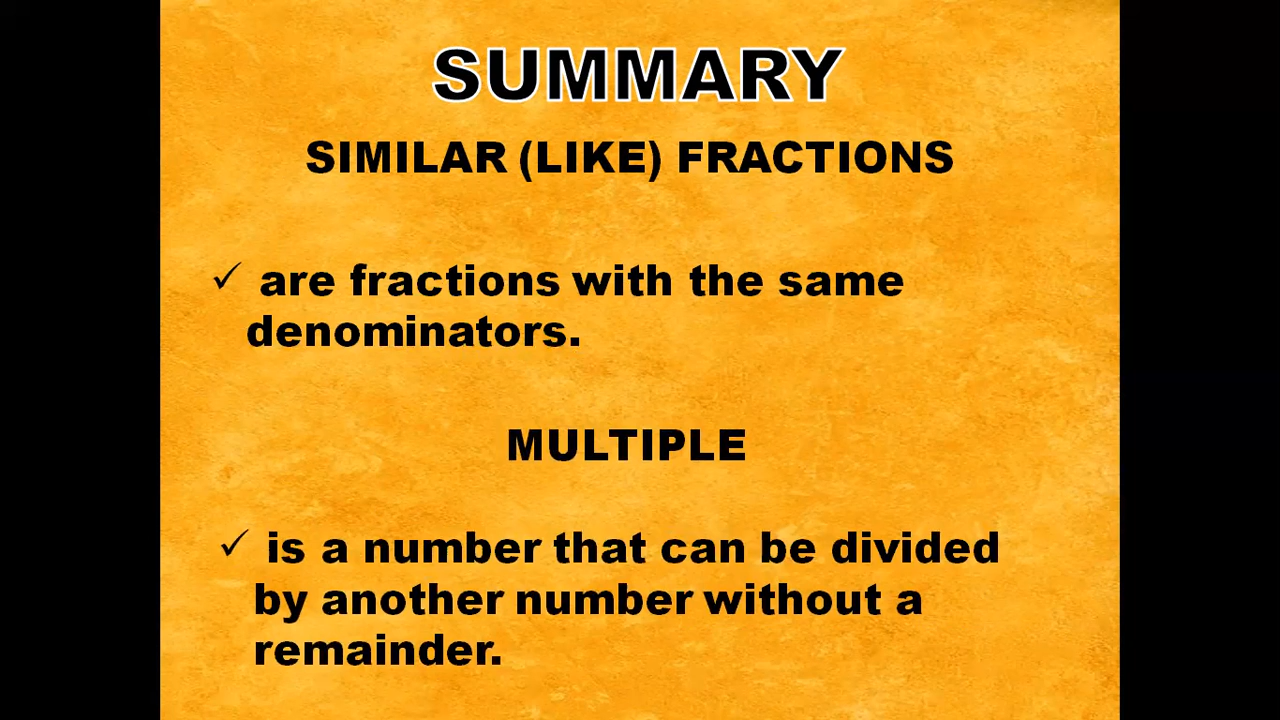 SUMMARY
SIMILAR (LIKE) FRACTIONS
✓ are fractions with the same
denominators.
MULTIPLE
✓ is a number that can be divided
by another number without a
remainder.